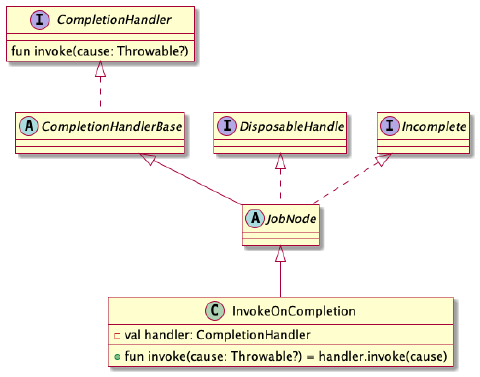 I CompletionHandler
fun invoke(cause: Throwable?)
A CompletionHandlerBase
I DisposableHandle
I Incomplete
A JobNode
C InvokeOnCompletion
val handler: CompletionHandler
fun invoke(cause: Throwable?) = handler.invoke(cause)